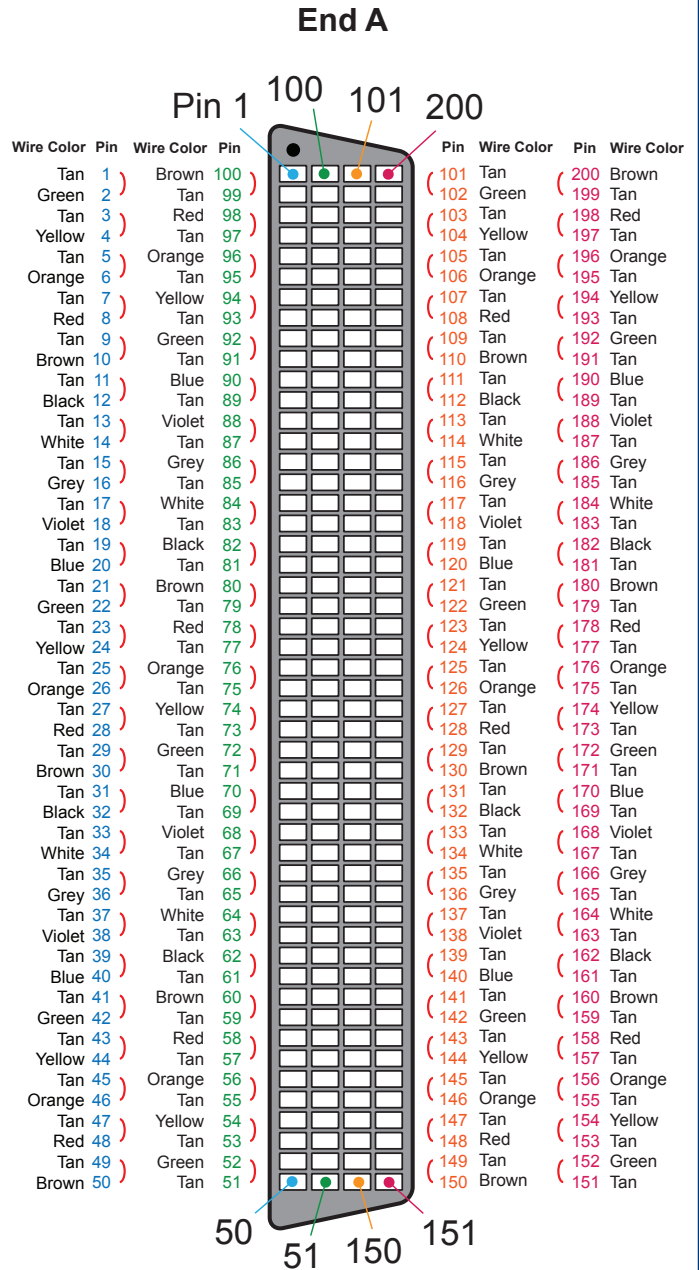 End A
Pin 1 100 101 200
Wire Color Pin Wire Color Pin Pin Wire Color Pin Wire Color
Tan 1 Brown 100 101 Tan 200 Brown
Green 2 Tan 99 102 Green 199 Tan
Tan 3 Red 98 103 Tan 198 Red
Yellow 4 Tan 97 104 Yellow 197 Tan
Tan 5 Orange 96 105 Tan 196 Orange
Orange 6 Tan 95 106 Orange 195 Tan
Tan 7 Yellow 94 107 Tan 194 Yellow
Red 8 Tan 93 108 Red 193 Tan
Tan 9 Green 92 109 Tan 192 Green
Brown 10 Tan 91 110 Brown 191 Tan
Tan 11 Blue 90 111 Tan 190 Blue
Black 12 Tan 89 112 Black 189 Tan
Tan 13 Violet 88 113 Tan 188 Violet
White 14 Tan 87 114 White 187 Tan
Tan 15 Grey 86 115 Tan 186 Grey
Grey 16 Tan 85 116 Grey 185 Tan
Tan 17 White 84 117 Tan 184 White
Violet 18 Tan 83 118 Violet 183 Tan
Tan 19 Black 82 119 Tan 182 Black
Blue 20 Tan 81 120 Blue 181 Tan
Tan 21 Brown 80 121 Tan 180 Brown
Green 22 Tan 79 122 Green 179 Tan
Tan 23 Red 78 123 Tan 178 Red
Yellow 24 Tan 77 124 Yellow 177 Tan
Tan 25 Orange 76 125 Tan 176 Orange
Orange 26 Tan 75 126 Orange 175 Tan
Tan 27 Yellow 74 127 Tan 174 Yellow
Red 28 Tan 73 128 Red 173 Tan
Tan 29 Green 72 129 Tan 172 Green
Brown 30 Tan 71 130 Brown 171 Tan
Tan 31 Blue 70 131 Tan 170 Blue
Black 32 Tan 69 132 Black 169 Tan
Tan 33 Violet 68 133 Tan 168 Violet
White 34 Tan 67 134 White 167 Tan
Tan 35 Grey 66 135 Tan 166 Grey
Grey 36 Tan 65 136 Grey 165 Tan
Tan 37 White 64 137 Tan 164 White
Violet 38 Tan 63 138 Violet 163 Tan
Tan 39 Black 62 139 Tan 162 Black
Blue 40 Tan 61 140 Blue 161 Tan
Tan 41 Brown 60 141 Tan 160 Brown
Green 42 Tan 59 142 Green 159 Tan
Tan 43 Red 58 143 Tan 158 Red
Yellow 44 Tan 57 144 Yellow 157 Tan
Tan 45 Orange 56 145 Tan 156 Orange
Orange 46 Tan 55 146 Orange 155 Tan
Tan 47 Yellow 54 147 Tan 154 Yellow
Red 48 Tan 53 148 Red 153 Tan
Tan 49 Green 52 149 Tan 152 Green
Brown 50 Tan 51 150 Brown 151 Tan
50 51 150 151